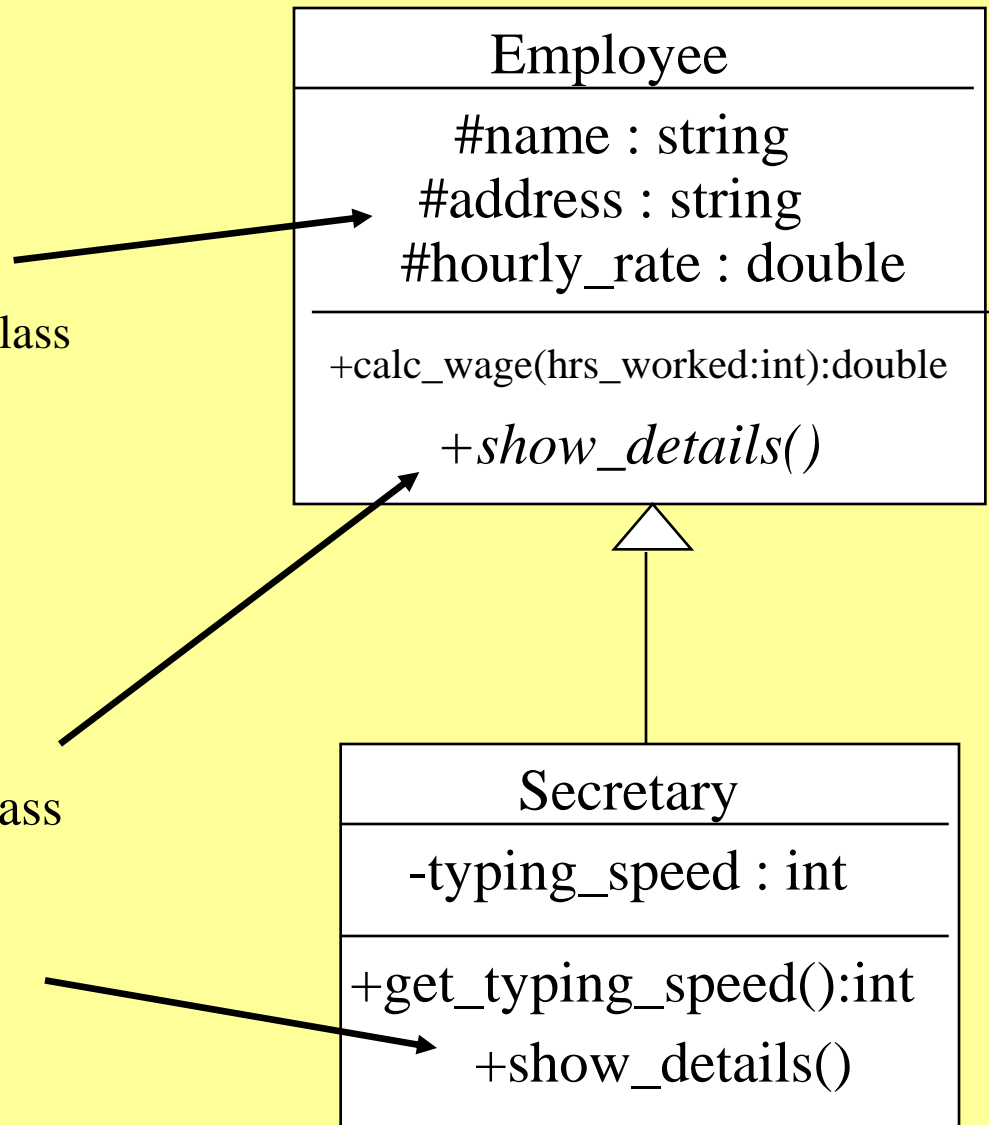 Employee
#name : string
#address : string
#hourly_rate : double
lass
+calc_wage(hrs_worked:int):double
+show_details()
Secretary
ass
-typing_speed : int
+get_typing_speed():int
+show_details()